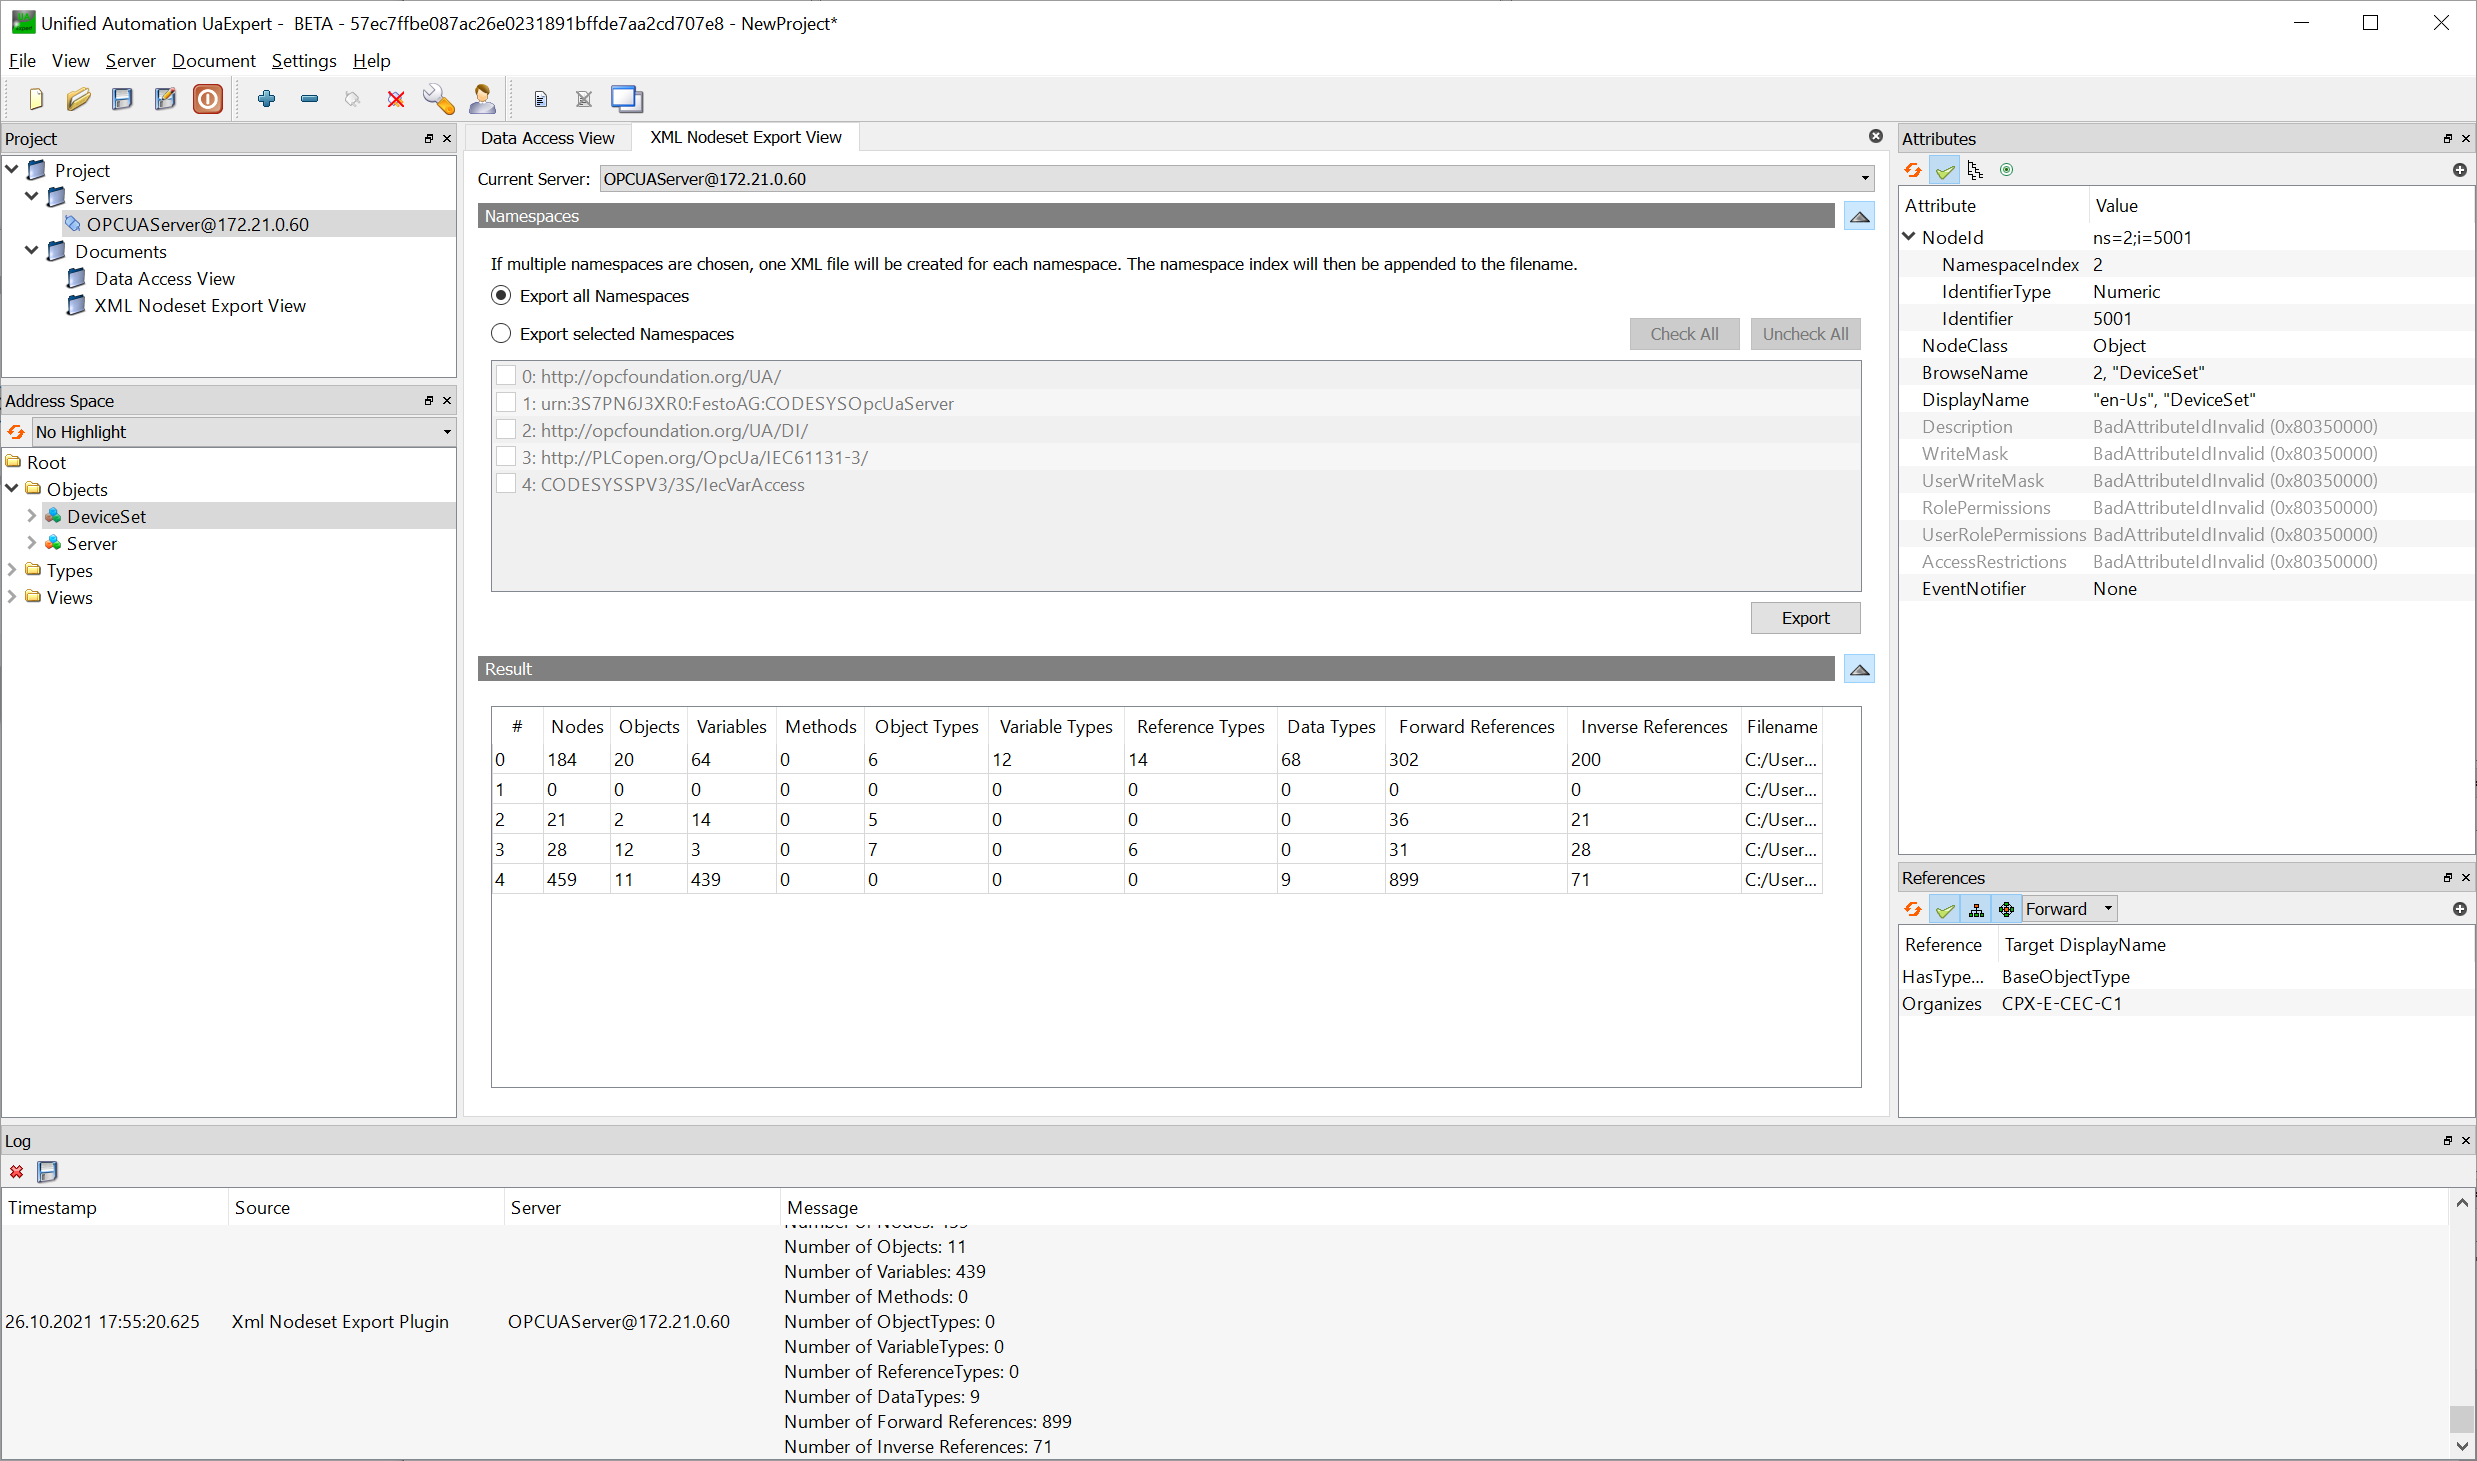 Unified Automation UaExpert - BETA - 57ec7ffbe087ac26e0231891bffde7aa2cd707e8 - NewProject*
File View Server Document Settings Help
Project
Project
Servers
OPCUAServer@172.21.0.60
Documents
Data Access View
XML Nodeset Export View
Address Space
No Highlight
Root
Objects
DeviceSet
Server
Types
Views
Data Access View XML Nodeset Export View
Current Server: OPCUAServer@172.21.0.60
Namespaces
If multiple namespaces are chosen, one XML file will be created for each namespace. The namespace index will then be appended to the filename.
Export all Namespaces
Export selected Namespaces Check All Uncheck All
0: http://opcfoundation.org/UA/
1: urn:3S7PN6J3XR0:FestoAG:CODESYSOpcUaServer
2: http://opcfoundation.org/UA/DI/
3: http://PLCopen.org/OpcUa/IEC61131-3/
4: CODESYSSPV3/3S/IecVarAccess
Export
Result
# Nodes Objects Variables Methods Object Types Variable Types Reference Types Data Types Forward References Inverse References Filename
0 184 20 64 0 6 12 14 68 302 200 C:/User...
1 0 0 0 0 0 0 0 0 0 0 C:/User...
2 21 2 14 0 5 0 0 0 36 21 C:/User...
3 28 12 3 0 7 0 6 0 31 28 C:/User...
4 459 11 439 0 0 0 0 9 899 71 C:/User...
Attributes
Attribute Value
NodeId ns=2;i=5001
NamespaceIndex 2
IdentifierType Numeric
Identifier 5001
NodeClass Object
BrowseName 2, "DeviceSet"
DisplayName "en-Us", "DeviceSet"
Description BadAttributeIdInvalid (0x80350000)
WriteMask BadAttributeIdInvalid (0x80350000)
UserWriteMask BadAttributeIdInvalid (0x80350000)
RolePermissions BadAttributeIdInvalid (0x80350000)
UserRolePermissions BadAttributeIdInvalid (0x80350000)
AccessRestrictions BadAttributeIdInvalid (0x80350000)
EventNotifier None
References
Forward
Reference Target DisplayName
HasType... BaseObjectType
Organizes CPX-E-CEC-C1
Log
Timestamp Source Server Message
Number of Nodes: 459
Number of Objects: 11
Number of Variables: 439
Number of Methods: 0
26.10.2021 17:55:20.625 Xml Nodeset Export Plugin OPCUAServer@172.21.0.60 Number of ObjectTypes: 0
Number of VariableTypes: 0
Number of ReferenceTypes: 0
Number of DataTypes: 9
Number of Forward References: 899
Number of Inverse References: 71